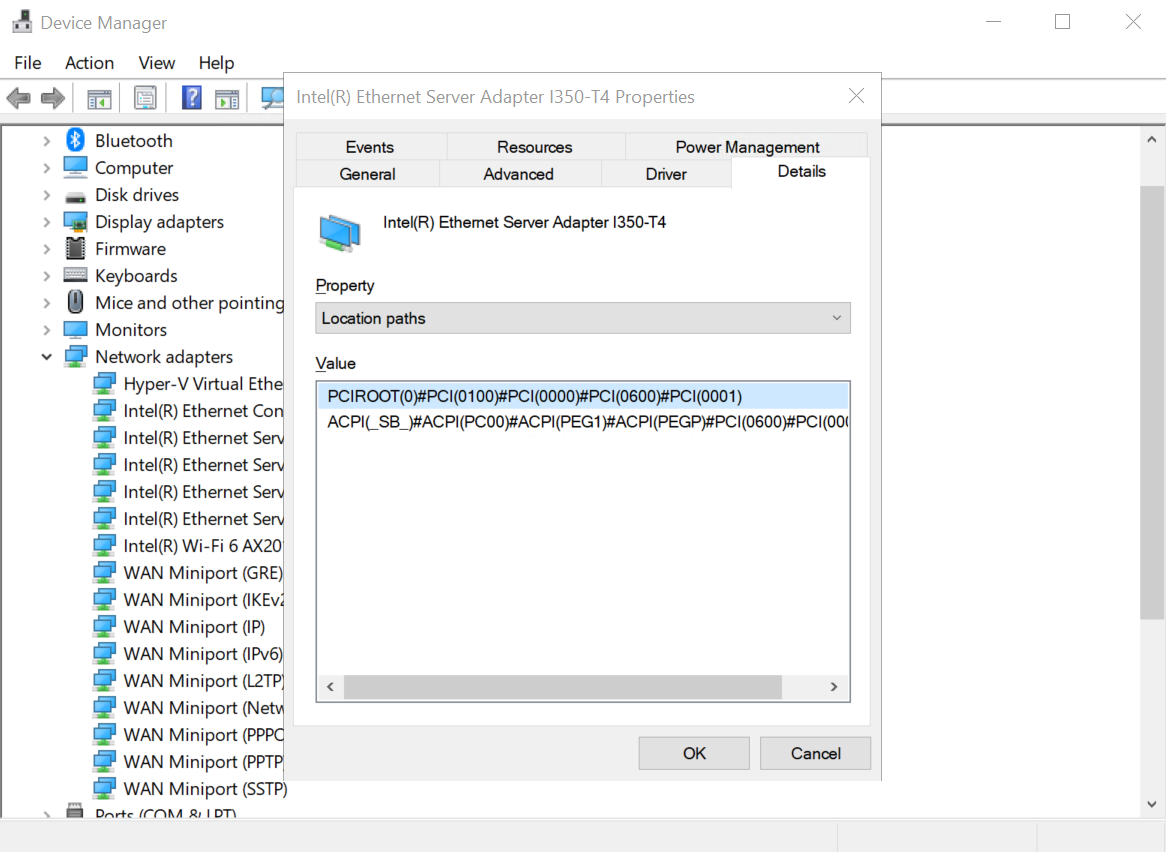 Device Manager
File Action View Help
Intel(R) Ethernet Server Adapter I350-T4 Properties
Events Resources Power Management
General Advanced Driver Details
Intel(R) Ethernet Server Adapter I350-T4
Property
Location paths
Value
PCIROOT(0)#PCI(0100)#PCI(0000)#PCI(0600)#PCI(0001)
ACPI(_SB_)#ACPI(PC00)#ACPI(PEG1)#ACPI(PEGP)#PCI(0600)#PCI(000
OK Cancel
Bluetooth
Computer
Disk drives
Display adapters
Firmware
Keyboards
Mice and other pointing
Monitors
Network adapters
Hyper-V Virtual Ethe
Intel(R) Ethernet Con
Intel(R) Ethernet Serv
Intel(R) Ethernet Serv
Intel(R) Ethernet Serv
Intel(R) Ethernet Serv
Intel(R) Wi-Fi 6 AX20
WAN Miniport (GRE)
WAN Miniport (IKEv2
WAN Miniport (IP)
WAN Miniport (IPv6)
WAN Miniport (L2TP)
WAN Miniport (Netw
WAN Miniport (PPPO
WAN Miniport (PPTP
WAN Miniport (SSTP)
Ports (COM & LPT)